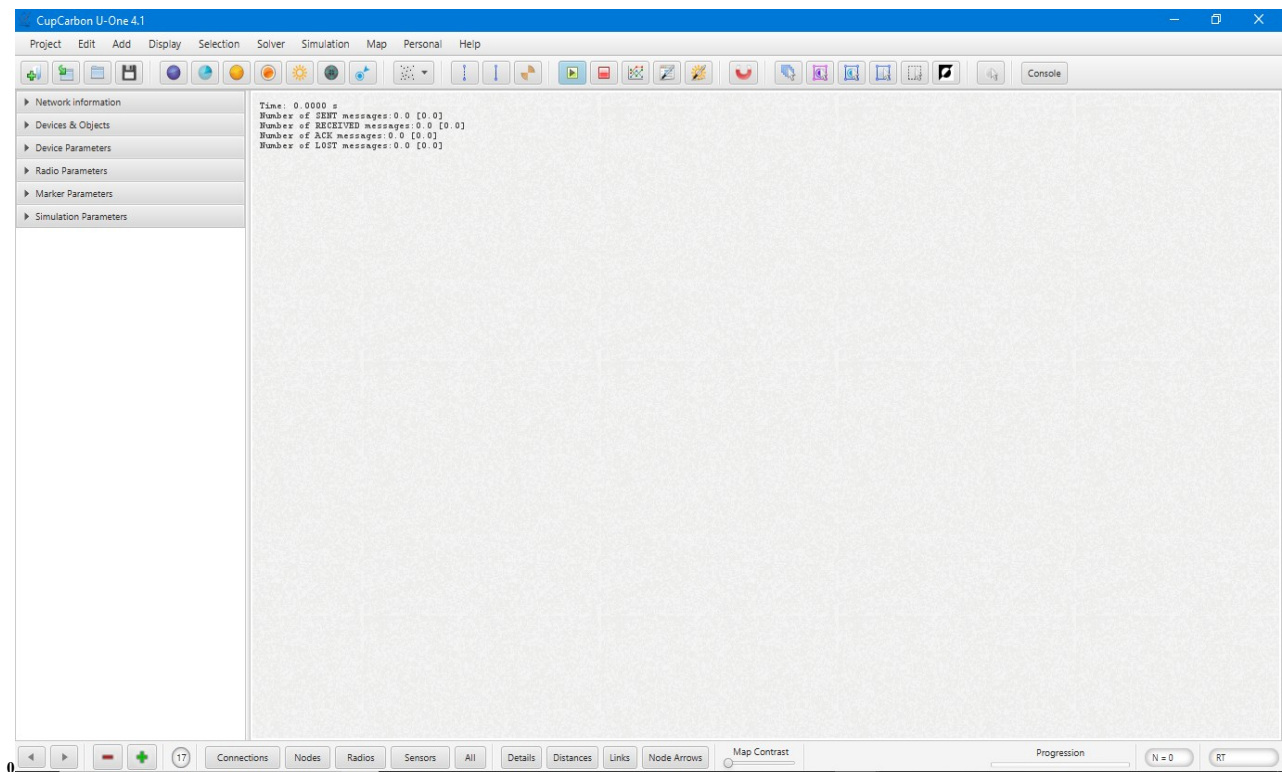 CupCarbon U-One 4.1
Project Edit Add Display Selection Solver Simulation Map Personal Help
Console
Network information
Devices & Objects
Device Parameters
Radio Parameters
Marker Parameters
Simulation Parameters
Time: 0.0000 s
Number of SENT messages:0.0 [0.0]
Number of RECEIVED messages:0.0 [0.0]
Number of ACK messages:0.0 [0.0]
Number of LOST messages:0.0 [0.0]
0
17 Connections Nodes Radios Sensors All Details Distances Links Node Arrows Map Contrast Progression N = 0 RT